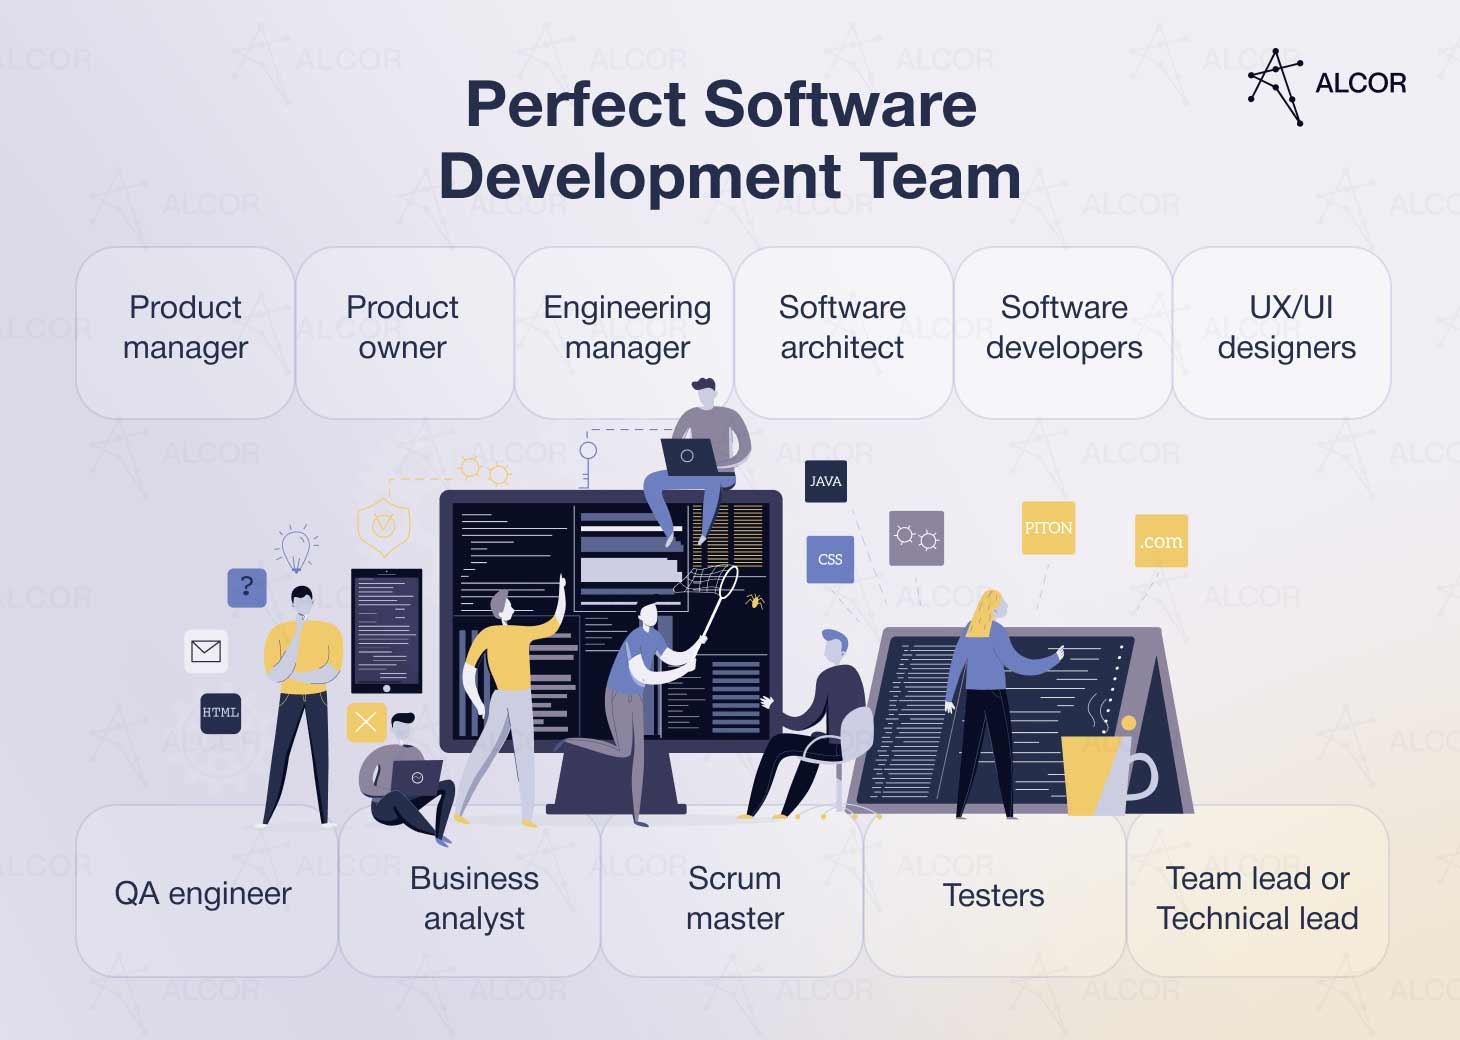 ALCOR
Perfect Software
Development Team
Product
manager
Product
owner
Engineering
manager
Software
architect
Software
developers
UX/UI
designers
JAVA
CSS
PITON
.com
?
HTML
QA engineer
Business
analyst
Scrum
master
Testers
Team lead or
Technical lead